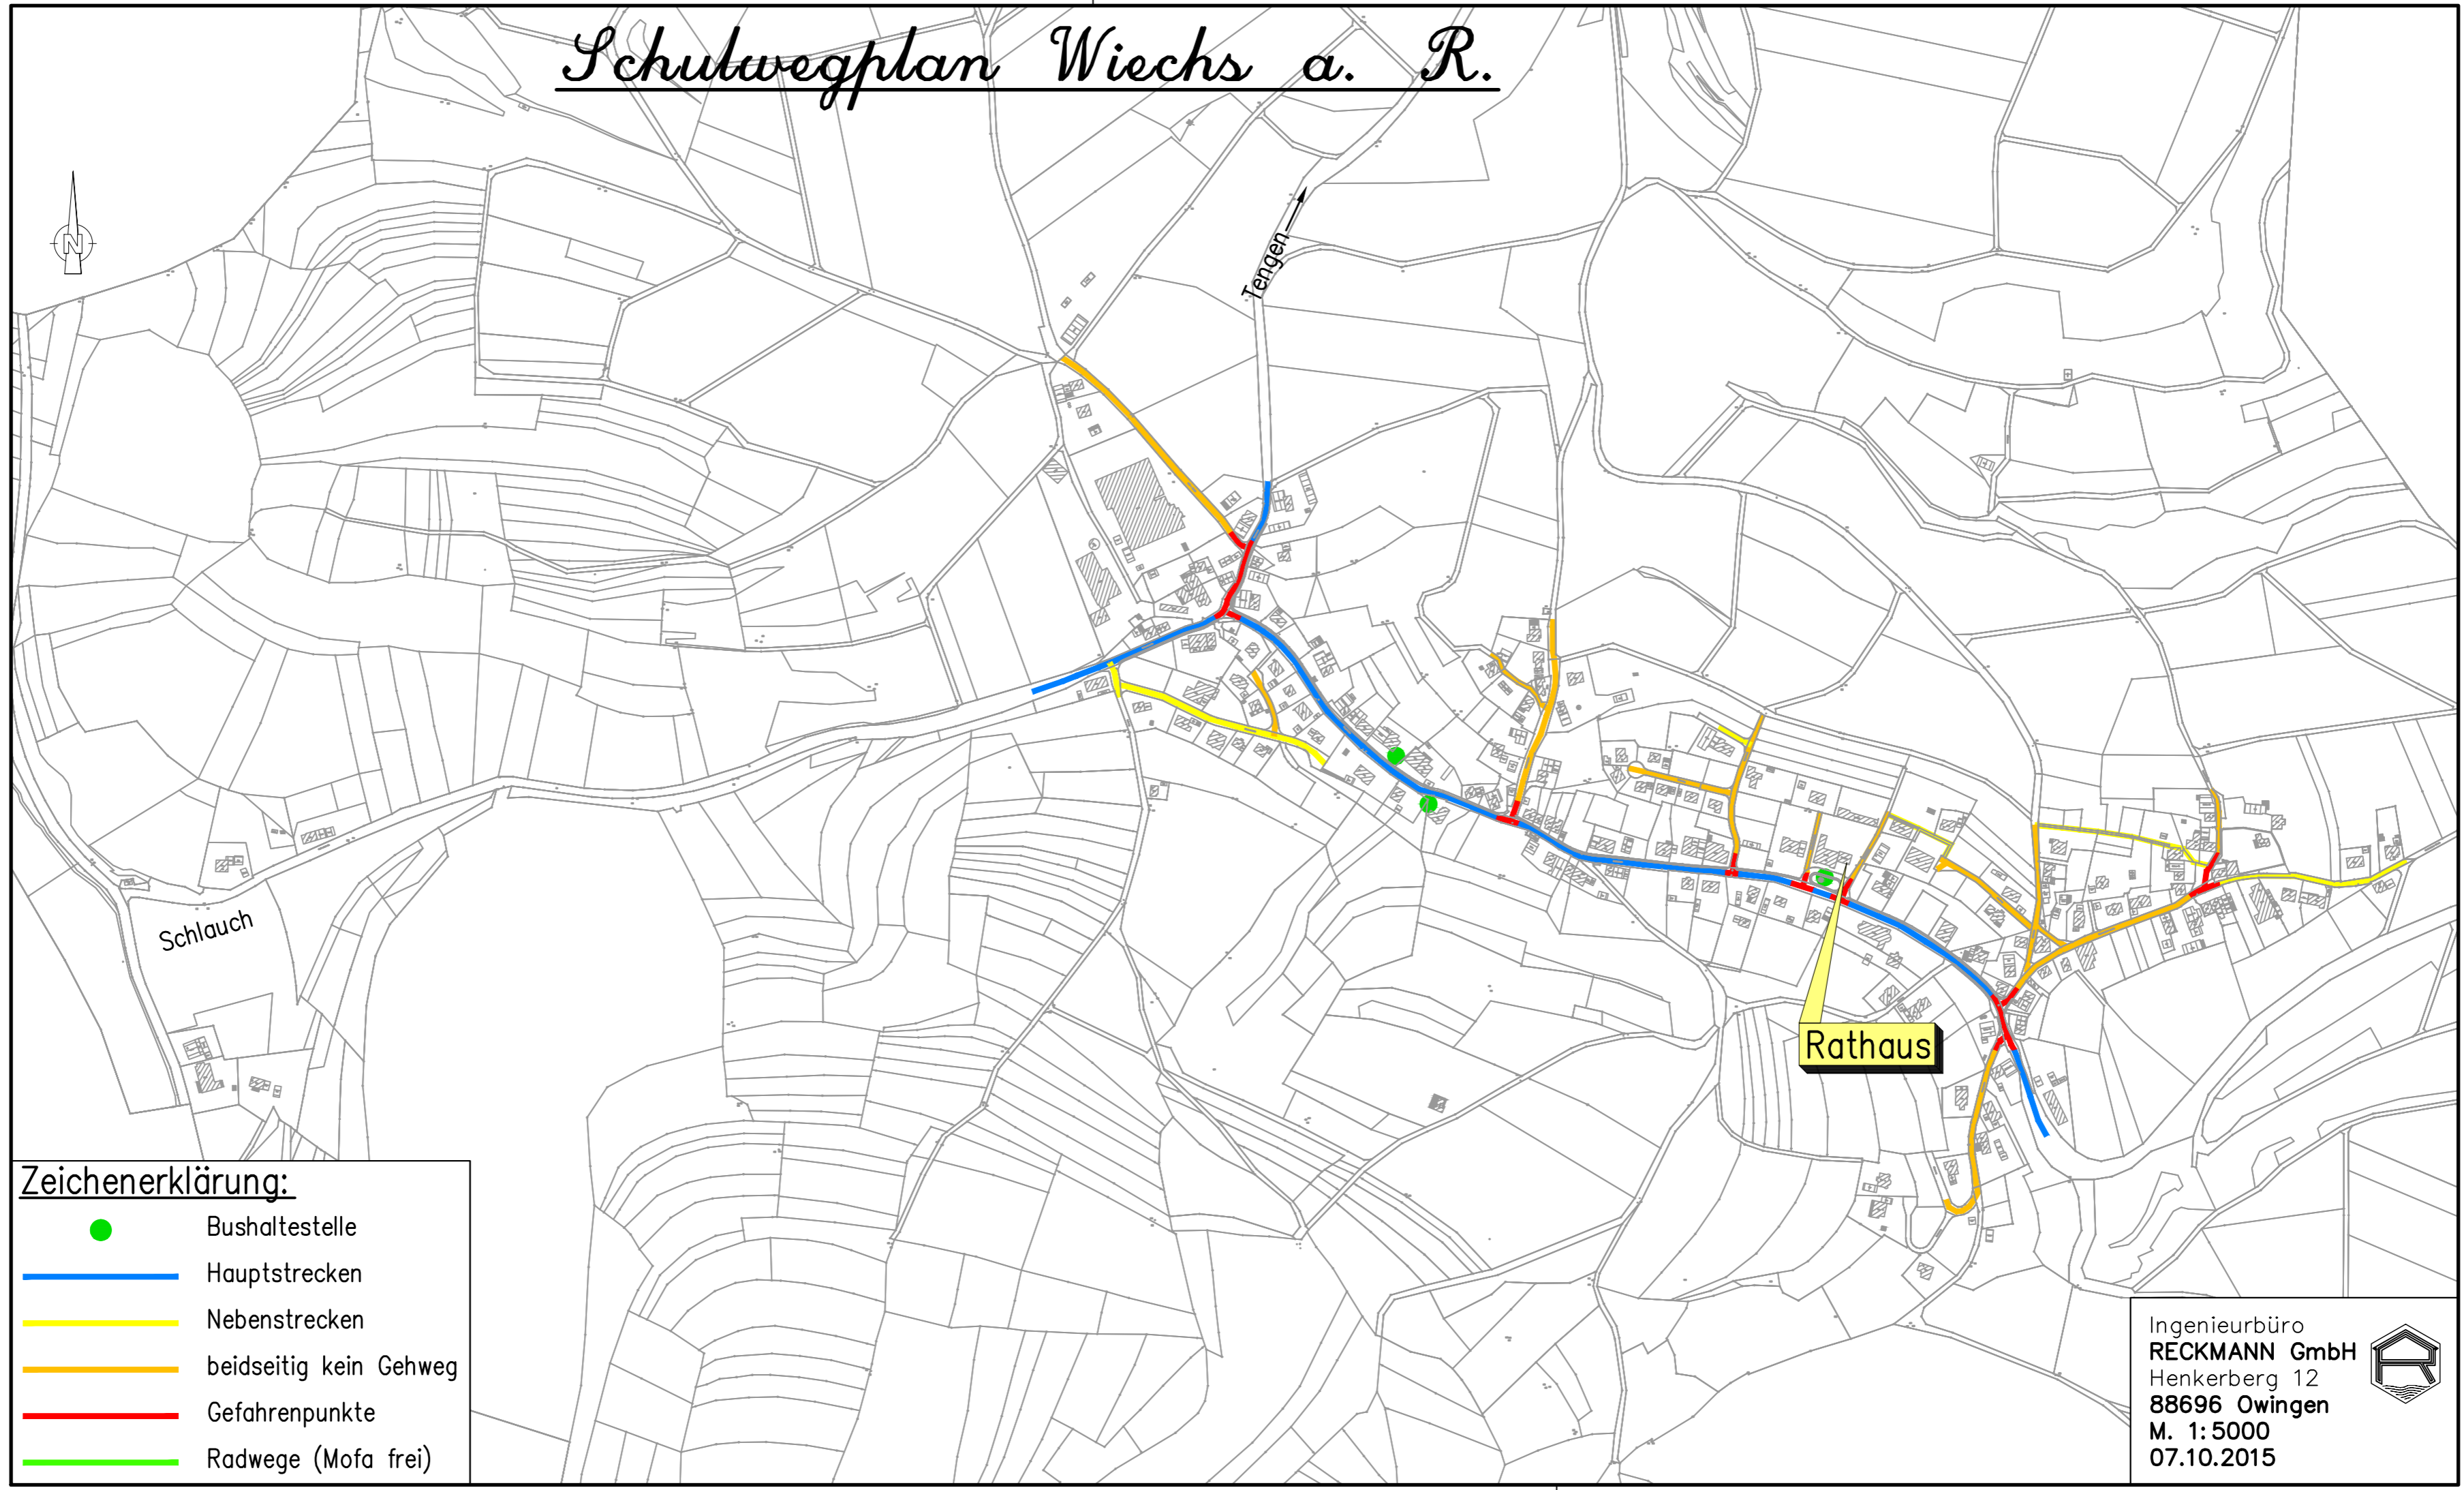 Schulwegplan Wiechs a. R.
N
Tengen
Schlauch
Rathaus
Zeichenerklärung:
Bushaltestelle
Hauptstrecken
Nebenstrecken
beidseitig kein Gehweg
Gefahrenpunkte
Radwege (Mofa frei)
Ingenieurbüro
RECKMANN GmbH
Henkerberg 12
88696 Owingen
M. 1:5000
07.10.2015